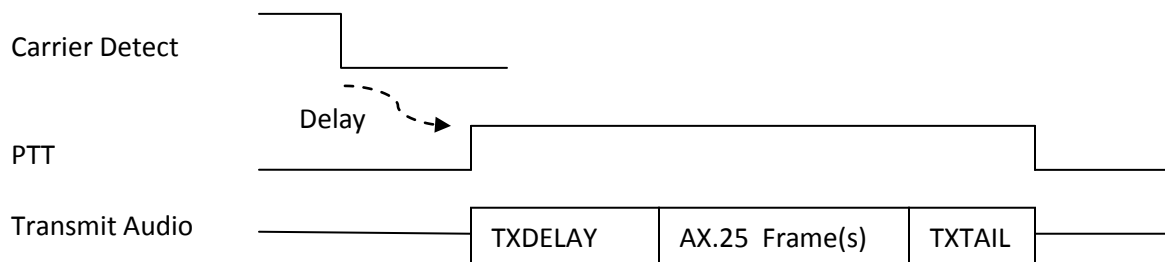 Carrier Detect
Delay
PTT
Transmit Audio
TXDELAY
AX.25 Frame(s)
TXTAIL